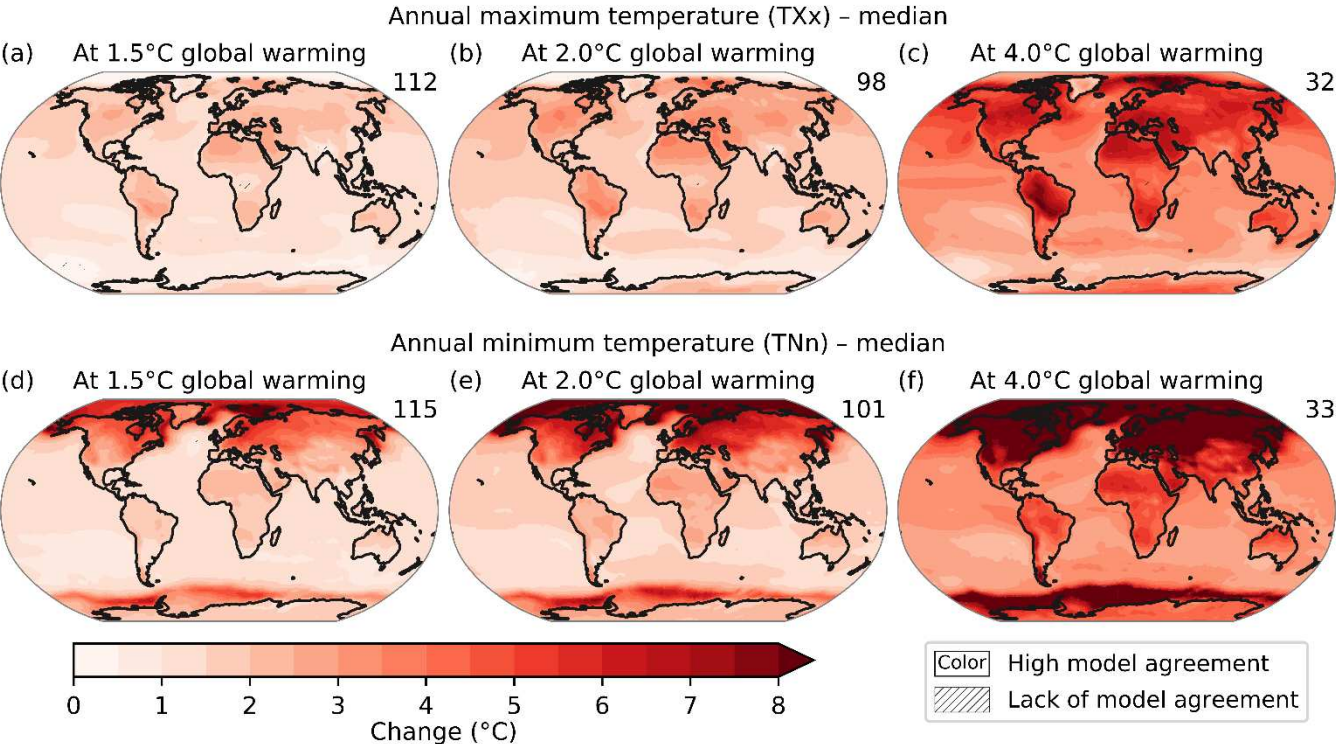 Annual maximum temperature (TXx) – median
(a) At 1.5°C global warming
112
(b) At 2.0°C global warming
98
(c) At 4.0°C global warming
32
Annual minimum temperature (TNn) – median
(d) At 1.5°C global warming
115
(e) At 2.0°C global warming
101
(f) At 4.0°C global warming
33
0 1 2 3 4 5 6 7 8
Change (°C)
Color High model agreement
Lack of model agreement